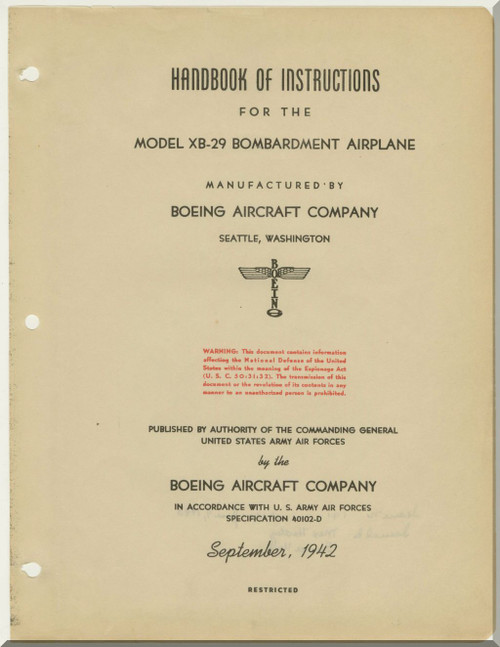 HANDBOOK OF INSTRUCTIONS
FOR THE
MODEL XB-29 BOMBARDMENT AIRPLANE
MANUFACTURED BY
BOEING AIRCRAFT COMPANY
SEATTLE, WASHINGTON
BOEING
WARNING: This document contains information
affecting the National Defense of the United
States within the meaning of the Espionage Act
(U. S. C. 50:31:32). The transmission of this
document or the revelation of its contents in any
manner to an unauthorized person is prohibited.
PUBLISHED BY AUTHORITY OF THE COMMANDING GENERAL
UNITED STATES ARMY AIR FORCES
by the
BOEING AIRCRAFT COMPANY
IN ACCORDANCE WITH U. S. ARMY AIR FORCES
SPECIFICATION 40102-D
September, 1942
RESTRICTED